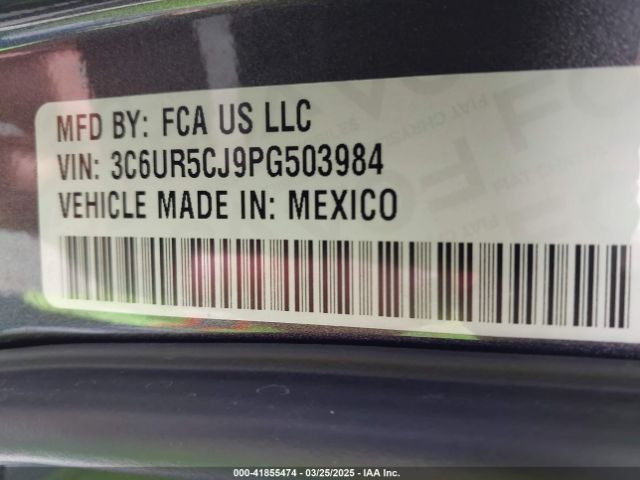 MFD BY: FCA US LLC
VIN: 3C6UR5CJ9PG503984
VEHICLE MADE IN: MEXICO
000-41855474 - 03/25/2025 - IAA Inc.